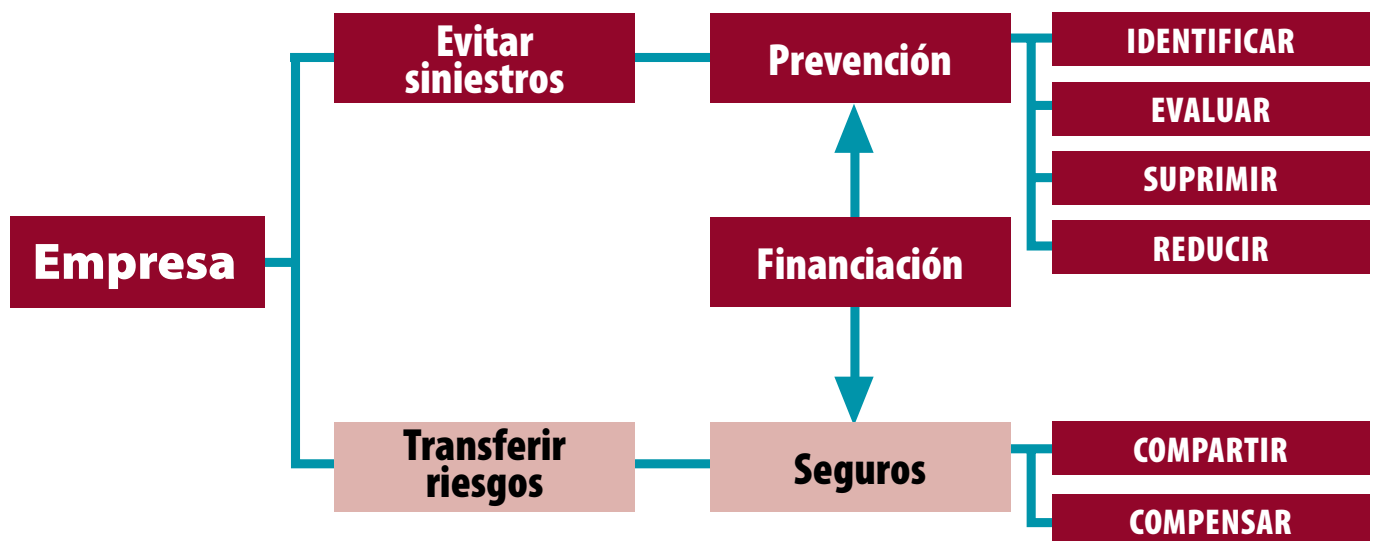 Empresa
Evitar
siniestros
Prevención
IDENTIFICAR
EVALUAR
SUPRIMIR
REDUCIR
Financiación
Transferir
riesgos
Seguros
COMPARTIR
COMPENSAR